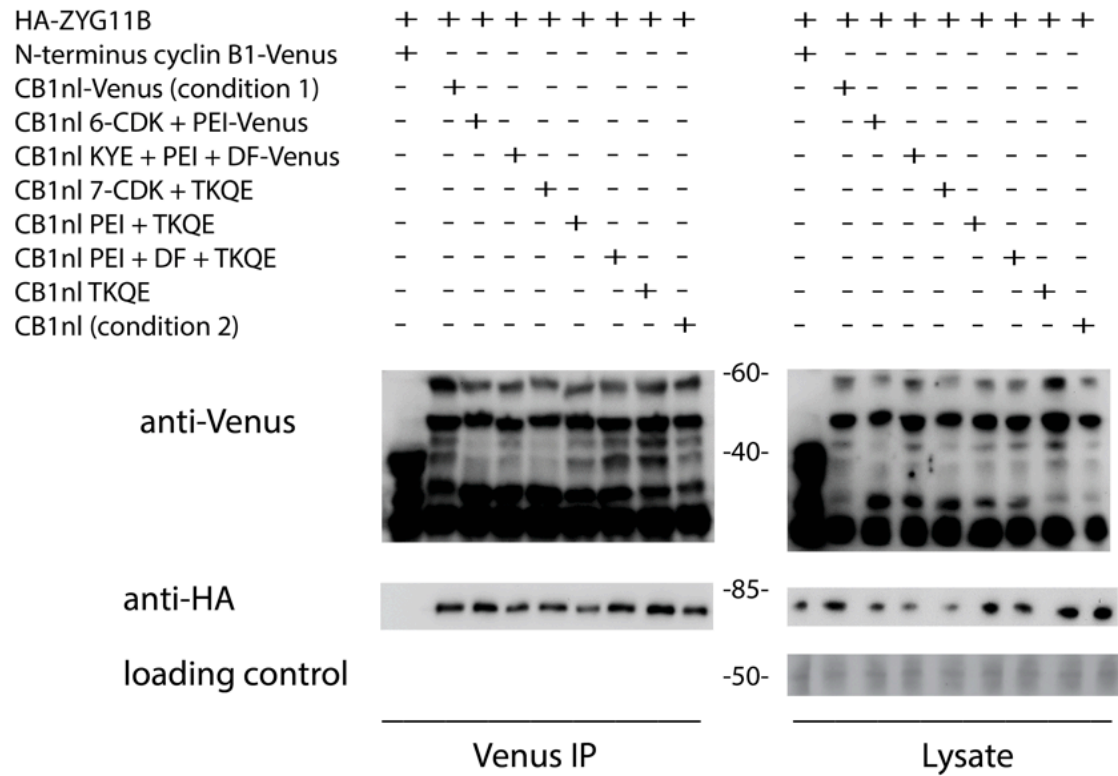 HA-ZYG11B + + + + + + + + + + + + + + + + + +
N-terminus cyclin B1-Venus + - - - - - - - - + - - - - - - - -
CB1nl-Venus (condition 1) - + - - - - - - - - + - - - - - - -
CB1nl 6-CDK + PEI-Venus - - + - - - - - - - - + - - - - - -
CB1nl KYE + PEI + DF-Venus - - - + - - - - - - - - + - - - - -
CB1nl 7-CDK + TKQE - - - - + - - - - - - - - + - - - -
CB1nl PEI + TKQE - - - - - + - - - - - - - - + - - -
CB1nl PEI + DF + TKQE - - - - - - + - - - - - - - - + - -
CB1nl TKQE - - - - - - - + - - - - - - - - + -
CB1nl (condition 2) - - - - - - - - + - - - - - - - - +
-60-
anti-Venus
-40-
-85-
anti-HA
loading control
-50-
Venus IP Lysate